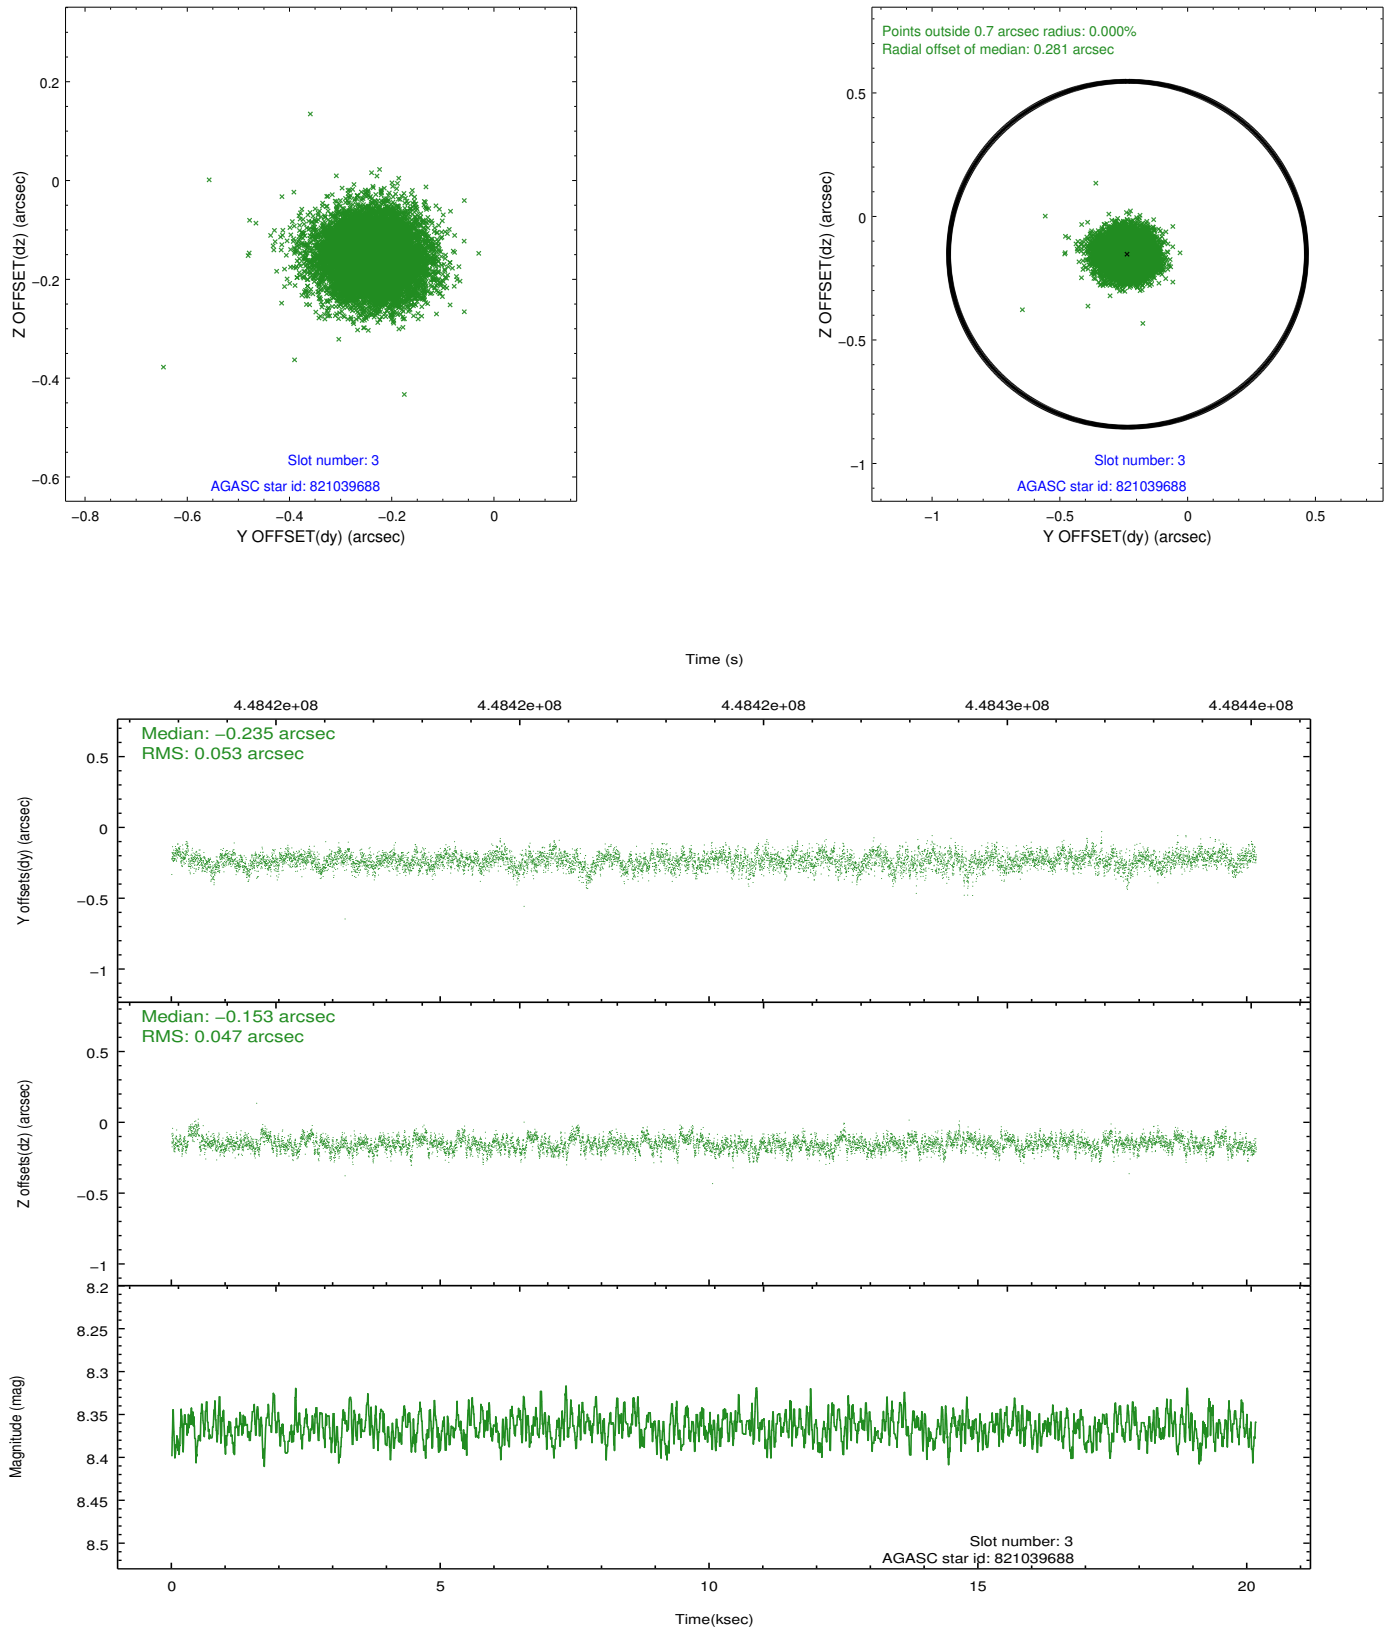 0.2
0
−0.2
−0.4
−0.6
Z OFFSET(dz) (arcsec)
Slot number: 3
AGASC star id: 821039688
−0.8
−0.6
−0.4
−0.2
0
Y OFFSET(dy) (arcsec)
Points outside 0.7 arcsec radius: 0.000%
Radial offset of median: 0.281 arcsec
0.5
0
−0.5
−1
Z OFFSET(dz) (arcsec)
Slot number: 3
AGASC star id: 821039688
−1
−0.5
0
0.5
Y OFFSET(dy) (arcsec)
Time (s)
4.4842e+08
4.4842e+08
4.4842e+08
4.4843e+08
4.4844e+08
Median: −0.235 arcsec
RMS: 0.053 arcsec
0.5
0
−0.5
−1
Y offsets(dy) (arcsec)
Median: −0.153 arcsec
RMS: 0.047 arcsec
0.5
0
−0.5
−1
Z offsets(dz) (arcsec)
8.2
8.25
8.3
8.35
8.4
8.45
8.5
Magnitude (mag)
Slot number: 3
AGASC star id: 821039688
0
5
10
15
20
Time(ksec)